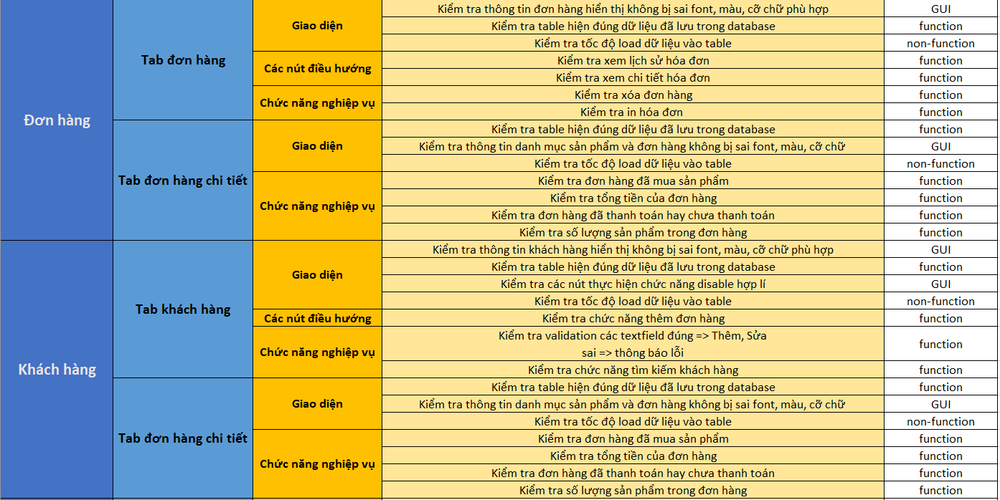 Đơn hàng
Tab đơn hàng
Giao diện
Kiểm tra thông tin đơn hàng hiển thị không bị sai font, màu, cỡ chữ phù hợp
GUI
Kiểm tra table hiện đúng dữ liệu đã lưu trong database
function
Kiểm tra tốc độ load dữ liệu vào table
non-function
Các nút điều hướng
Kiểm tra xem lịch sử hóa đơn
function
Kiểm tra xem chi tiết hóa đơn
function
Chức năng nghiệp vụ
Kiểm tra xóa đơn hàng
function
Kiểm tra in hóa đơn
function
Tab đơn hàng chi tiết
Giao diện
Kiểm tra table hiện đúng dữ liệu đã lưu trong database
function
Kiểm tra thông tin danh mục sản phẩm và đơn hàng không bị sai font, màu, cỡ chữ
GUI
Kiểm tra tốc độ load dữ liệu vào table
non-function
Chức năng nghiệp vụ
Kiểm tra đơn hàng đã mua sản phẩm
function
Kiểm tra tổng tiền của đơn hàng
function
Kiểm tra đơn hàng đã thanh toán hay chưa thanh toán
function
Kiểm tra số lượng sản phẩm trong đơn hàng
function
Khách hàng
Tab khách hàng
Giao diện
Kiểm tra thông tin khách hàng hiển thị không bị sai font, màu, cỡ chữ phù hợp
GUI
Kiểm tra table hiện đúng dữ liệu đã lưu trong database
function
Kiểm tra các nút thực hiện chức năng disable hợp lí
GUI
Kiểm tra tốc độ load dữ liệu vào table
non-function
Các nút điều hướng
Kiểm tra chức năng thêm đơn hàng
function
Chức năng nghiệp vụ
Kiểm tra validation các textfield đúng => Thêm, Sửa
sai => thông báo lỗi
function
Kiểm tra chức năng tìm kiếm khách hàng
function
Tab đơn hàng chi tiết
Giao diện
Kiểm tra table hiện đúng dữ liệu đã lưu trong database
function
Kiểm tra thông tin danh mục sản phẩm và đơn hàng không bị sai font, màu, cỡ chữ
GUI
Kiểm tra tốc độ load dữ liệu vào table
non-function
Chức năng nghiệp vụ
Kiểm tra đơn hàng đã mua sản phẩm
function
Kiểm tra tổng tiền của đơn hàng
function
Kiểm tra đơn hàng đã thanh toán hay chưa thanh toán
function
Kiểm tra số lượng sản phẩm trong đơn hàng
function